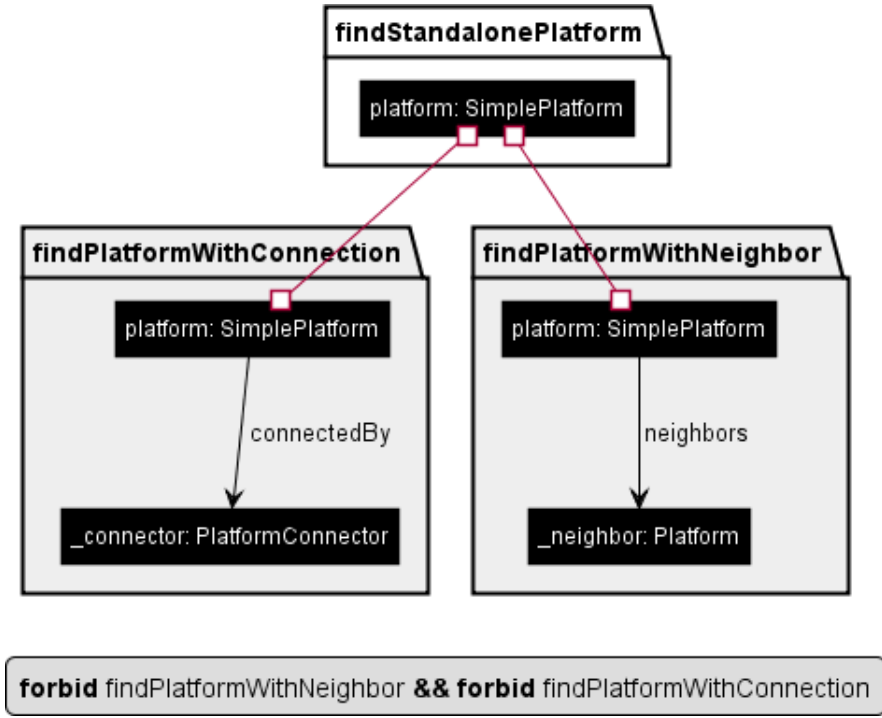 findStandalonePlatform
platform: SimplePlatform
findPlatformWithConnection
platform: SimplePlatform
connectedBy
_connector: PlatformConnector
findPlatformWithNeighbor
platform: SimplePlatform
neighbors
_neighbor: Platform
forbid findPlatformWithNeighbor && forbid findPlatformWithConnection